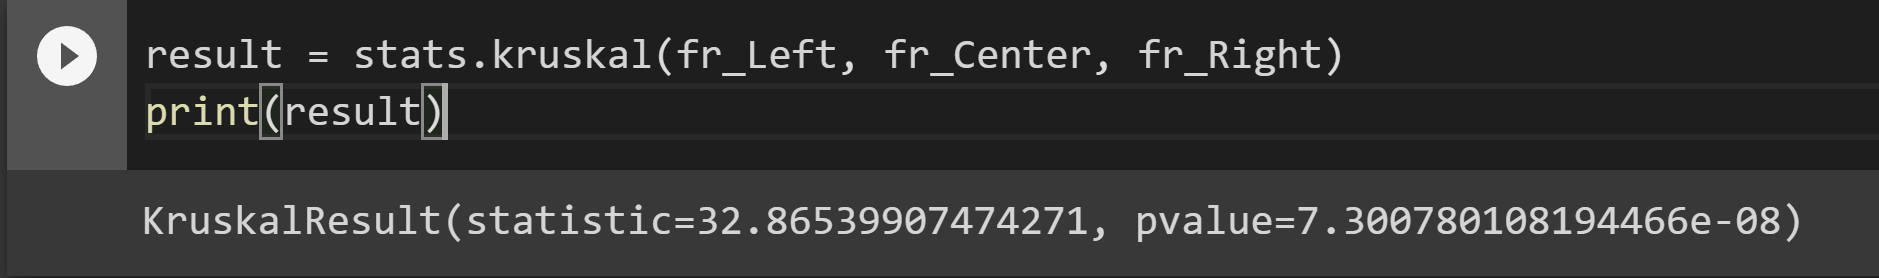 result = stats.kruskal(fr_Left, fr_Center, fr_Right)
print(result)
KruskalResult(statistic=32.86539907474271, pvalue=7.300780108194466e-08)